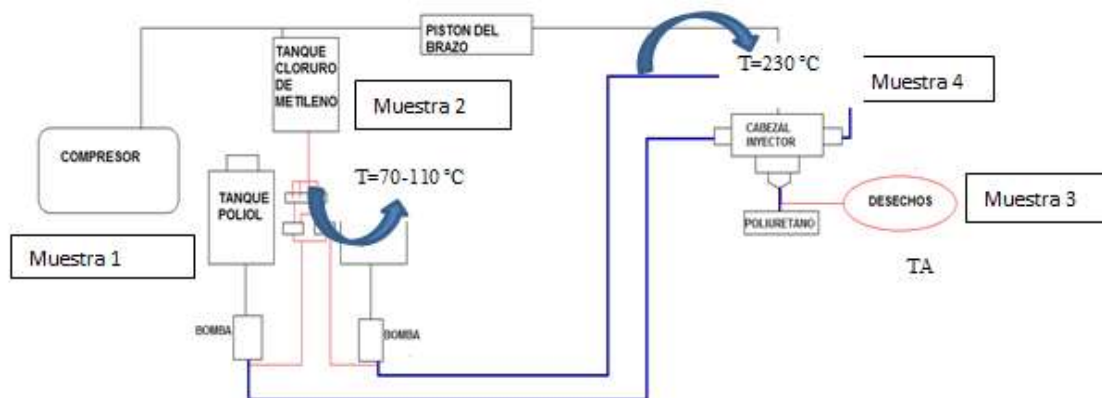 PISTON DEL
BRAZO
TANQUE
CLORURO
DE
METILENO
Muestra 2
T=230 °C
Muestra 4
COMPRESOR
CABEZAL
INYECTOR
T=70-110 °C
TANQUE
POLIOL
DESECHOS
Muestra 3
POLIURETANO
Muestra 1
TA
BOMBA
BOMBA